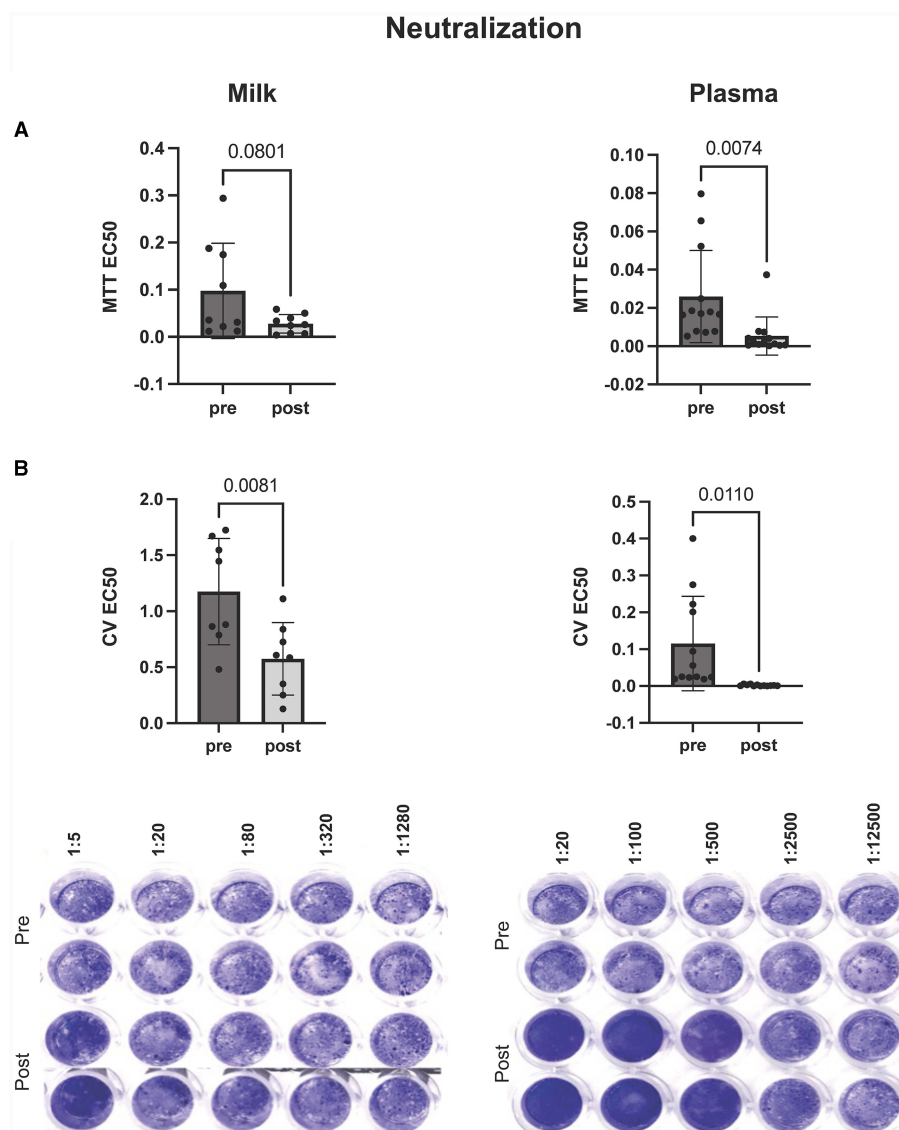 Neutralization
Milk
Plasma
A
0.4
0.3
0.2
0.1
0.0
-0.1
MTT EC50
0.0801
pre
post
0.10
0.08
0.06
0.04
0.02
0.00
-0.02
MTT EC50
0.0074
pre
post
B
2.0
1.5
1.0
0.5
0.0
CV EC50
0.0081
pre
post
0.5
0.4
0.3
0.2
0.1
0.0
-0.1
CV EC50
0.0110
pre
post
1:5
1:20
1:80
1:320
1:1280
Pre
Post
1:20
1:100
1:500
1:2500
1:12500
Pre
Post